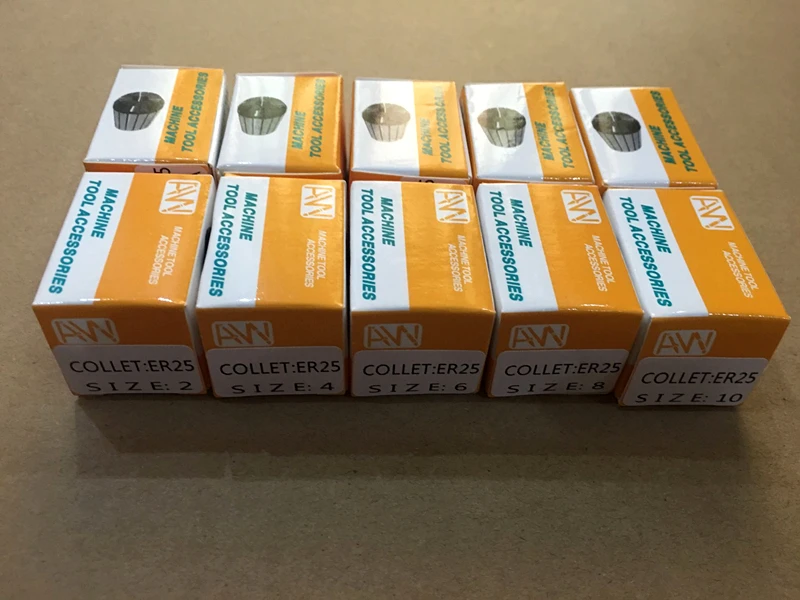 MACHINE
TOOL ACCESSORIES
MACHINE
TOOL ACCESSORIES
MACHINE
TOOL ACCESSORIES
MACHINE
TOOL ACCESSORIES
MACHINE
TOOL ACCESSORIES
5
MACHINE
TOOL ACCESSORIES
AW
MACHINE TOOL
ACCESSORIES
AW
COLLET:ER25
SIZE:2
MACHINE
TOOL ACCESSORIES
AW
MACHINE TOOL
ACCESSORIES
AW
COLLET:ER25
SIZE:4
MACHINE
TOOL ACCESSORIES
AW
MACHINE TOOL
ACCESSORIES
AW
COLLET:ER25
SIZE:6
MACHINE
TOOL ACCESSORIES
AW
MACHINE TOOL
ACCESSORIES
AW
COLLET:ER25
SIZE:8
MACHINE
TOOL ACCESSORIES
AW
MACHINE TOOL
ACCESSORIES
AW
COLLET:ER25
SIZE:10